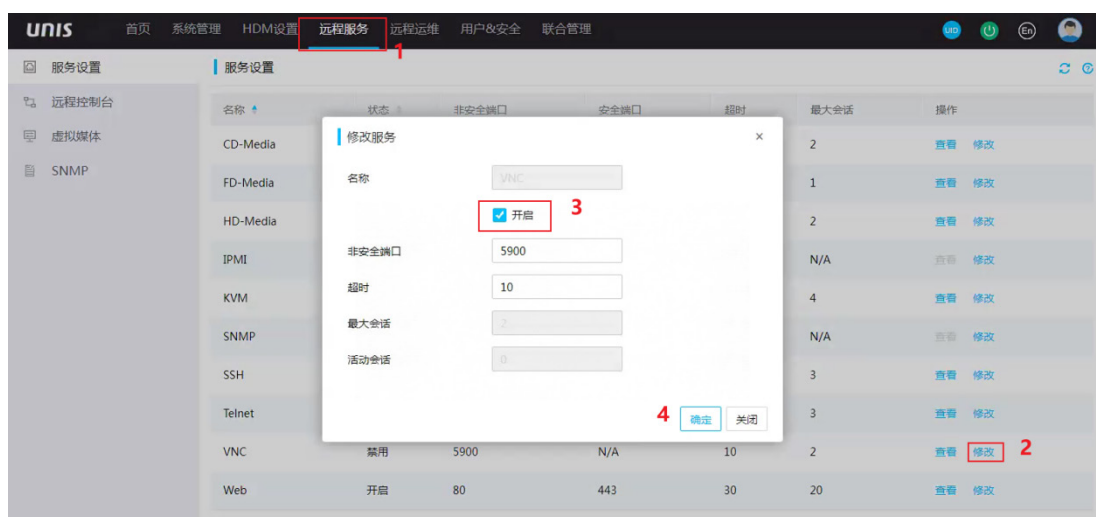 UNIS 首页 系统管理 HDM设置 远程服务 远程运维 用户&安全 联合管理 UID En
1
服务设置
远程控制台
虚拟媒体
SNMP
服务设置
名称 状态 非安全端口 安全端口 超时 最大会话 操作
CD-Media 2 查看 修改
FD-Media 1 查看 修改
HD-Media 2 查看 修改
IPMI N/A 查看 修改
KVM 4 查看 修改
SNMP N/A 查看 修改
SSH 3 查看 修改
Telnet 3 查看 修改
VNC 禁用 5900 N/A 10 2 查看 修改 2
Web 开启 80 443 30 20 查看 修改
修改服务 ×
名称 VNC
开启 3
非安全端口 5900
超时 10
最大会话 2
活动会话 0
4 确定 关闭